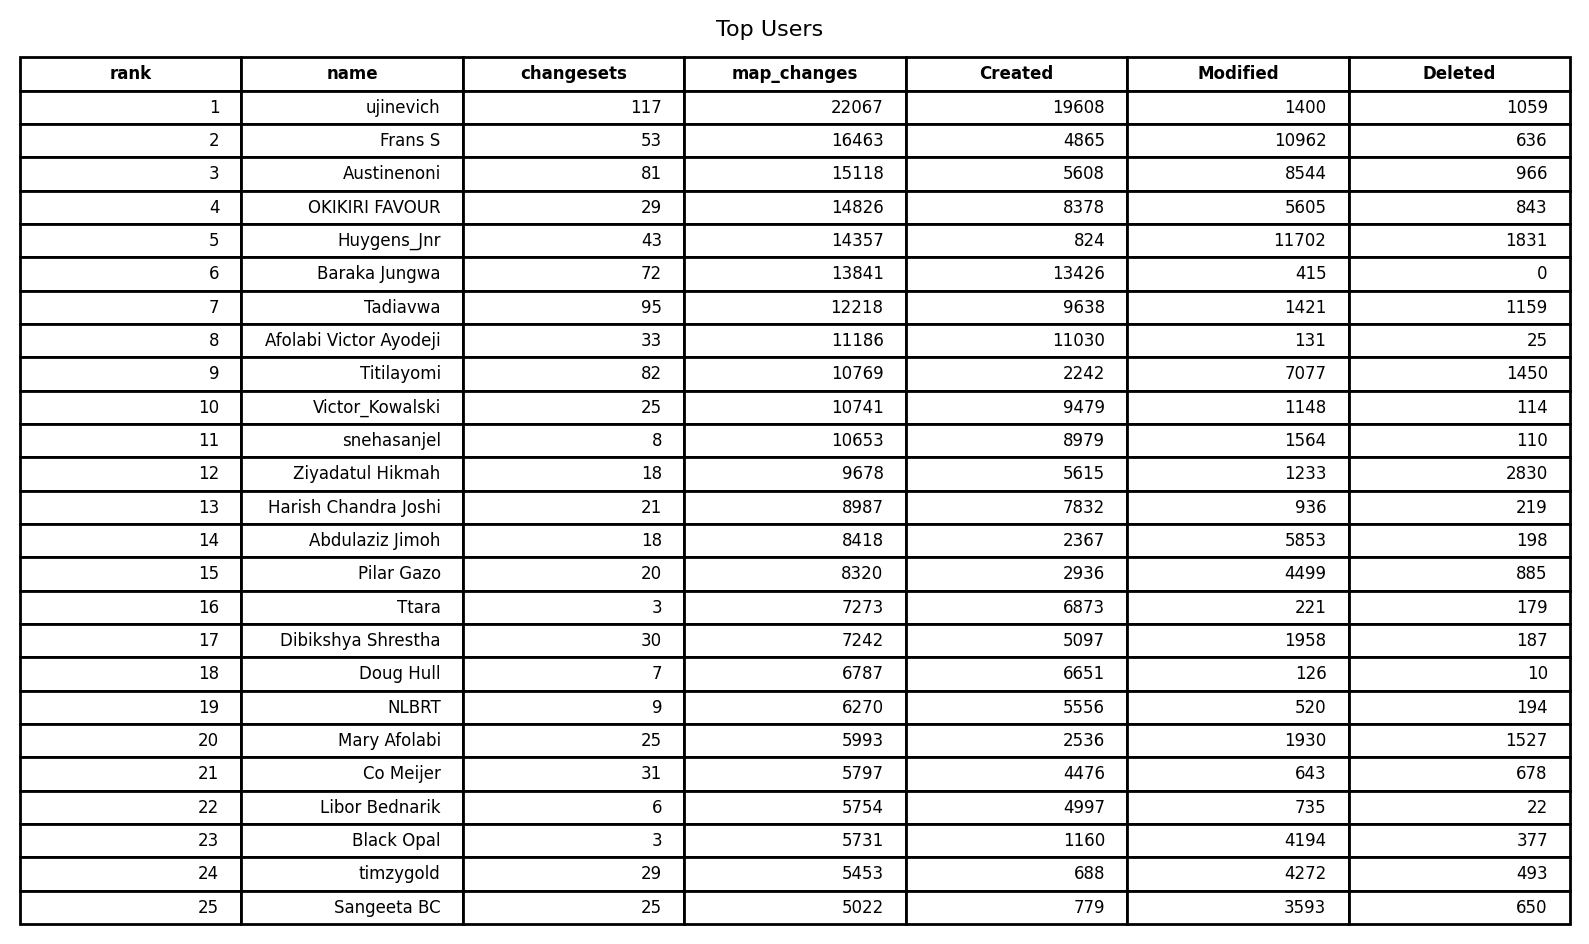 Top Users
rank name changesets map_changes Created Modified Deleted
1 ujinevich 117 22067 19608 1400 1059
2 Frans S 53 16463 4865 10962 636
3 Austinenoni 81 15118 5608 8544 966
4 OKIKIRI FAVOUR 29 14826 8378 5605 843
5 Huygens_Jnr 43 14357 824 11702 1831
6 Baraka Jungwa 72 13841 13426 415 0
7 Tadiavwa 95 12218 9638 1421 1159
8 Afolabi Victor Ayodeji 33 11186 11030 131 25
9 Titilayomi 82 10769 2242 7077 1450
10 Victor_Kowalski 25 10741 9479 1148 114
11 snehasanjel 8 10653 8979 1564 110
12 Ziyadatul Hikmah 18 9678 5615 1233 2830
13 Harish Chandra Joshi 21 8987 7832 936 219
14 Abdulaziz Jimoh 18 8418 2367 5853 198
15 Pilar Gazo 20 8320 2936 4499 885
16 Ttara 3 7273 6873 221 179
17 Dibikshya Shrestha 30 7242 5097 1958 187
18 Doug Hull 7 6787 6651 126 10
19 NLBRT 9 6270 5556 520 194
20 Mary Afolabi 25 5993 2536 1930 1527
21 Co Meijer 31 5797 4476 643 678
22 Libor Bednarik 6 5754 4997 735 22
23 Black Opal 3 5731 1160 4194 377
24 timzygold 29 5453 688 4272 493
25 Sangeeta BC 25 5022 779 3593 650